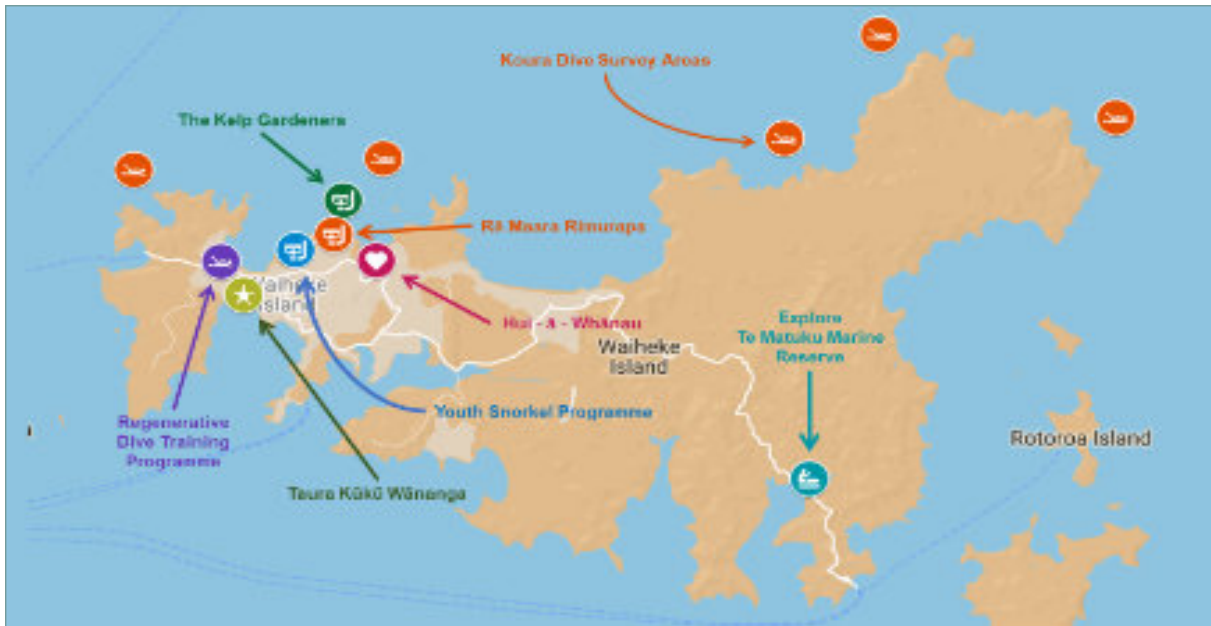 Koura Dive Survey Areas
The Kelp Gardeners
Rā Maara Rimurapa
Waiheke
Island
Hui - ā - Whānau
Explore
Te Matuku Marine
Reserve
Waiheke
Island
Youth Snorkel Programme
Regenerative
Dive Training
Programme
Rotoroa Island
Taura Kūkū Wānanga